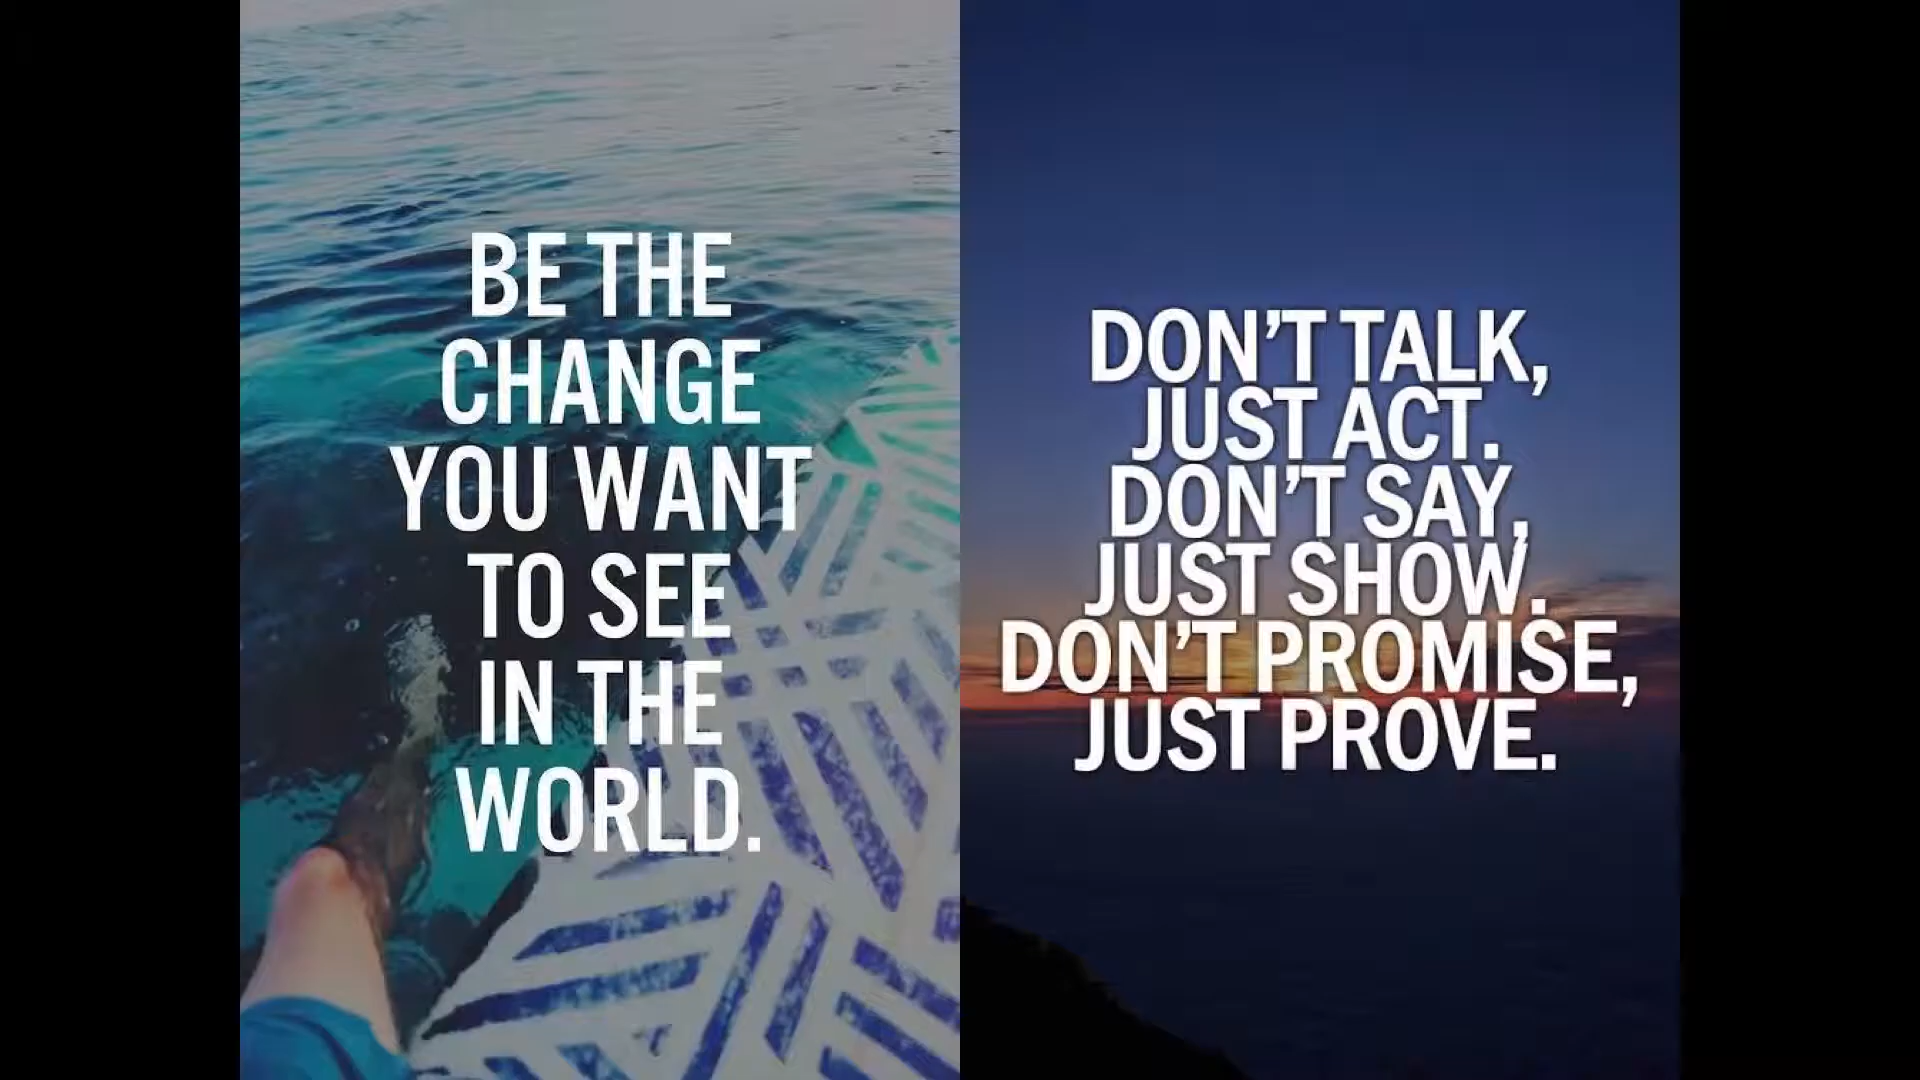 BE THE
CHANGE
YOU WANT
TO SEE
IN THE
WORLD.
DON'T TALK,
JUST ACT.
DON'T SAY,
JUST SHOW.
DON'T PROMISE,
JUST PROVE.